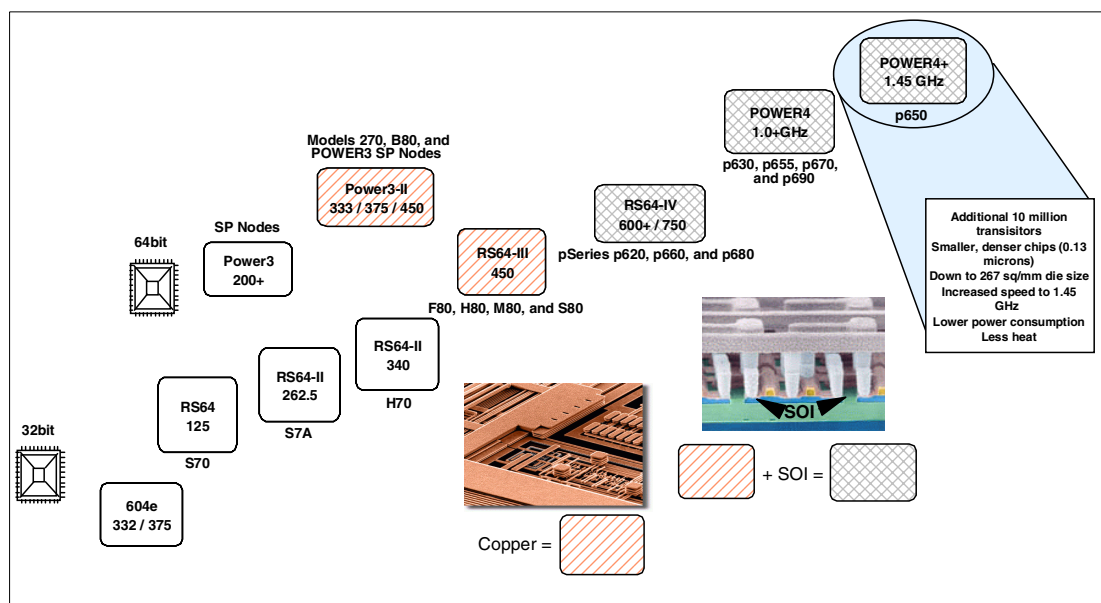 POWER4+
1.45 GHz
p650
POWER4
1.0+GHz
p630, p655, p670,
and p690
Models 270, B80, and
POWER3 SP Nodes
Power3-II
333 / 375 / 450
RS64-IV
600+ / 750
pSeries p620, p660, and p680
SP Nodes
Power3
200+
64bit
RS64-III
450
F80, H80, M80, and S80
Additional 10 million
transisitors
Smaller, denser chips (0.13
microns)
Down to 267 sq/mm die size
Increased speed to 1.45
GHz
Lower power consumption
Less heat
RS64-II
340
H70
RS64-II
262.5
S7A
RS64
125
S70
32bit
604e
332 / 375
SOI
+ SOI =
Copper =